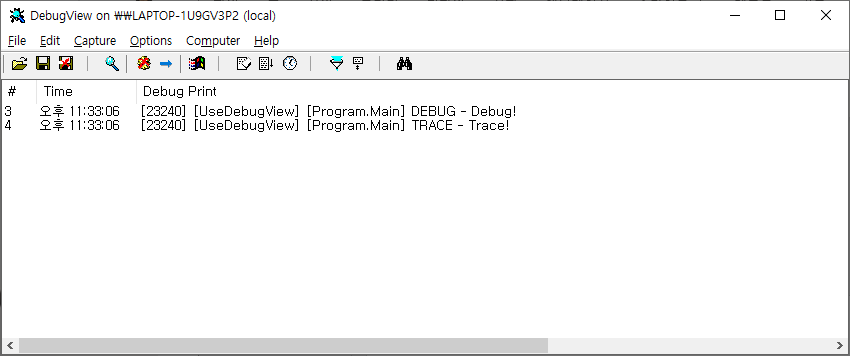 DebugView on ₩₩LAPTOP-1U9GV3P2 (local)
File Edit Capture Options Computer Help
# Time Debug Print
3 오후 11:33:06 [23240] [UseDebugView] [Program.Main] DEBUG - Debug!
4 오후 11:33:06 [23240] [UseDebugView] [Program.Main] TRACE - Trace!